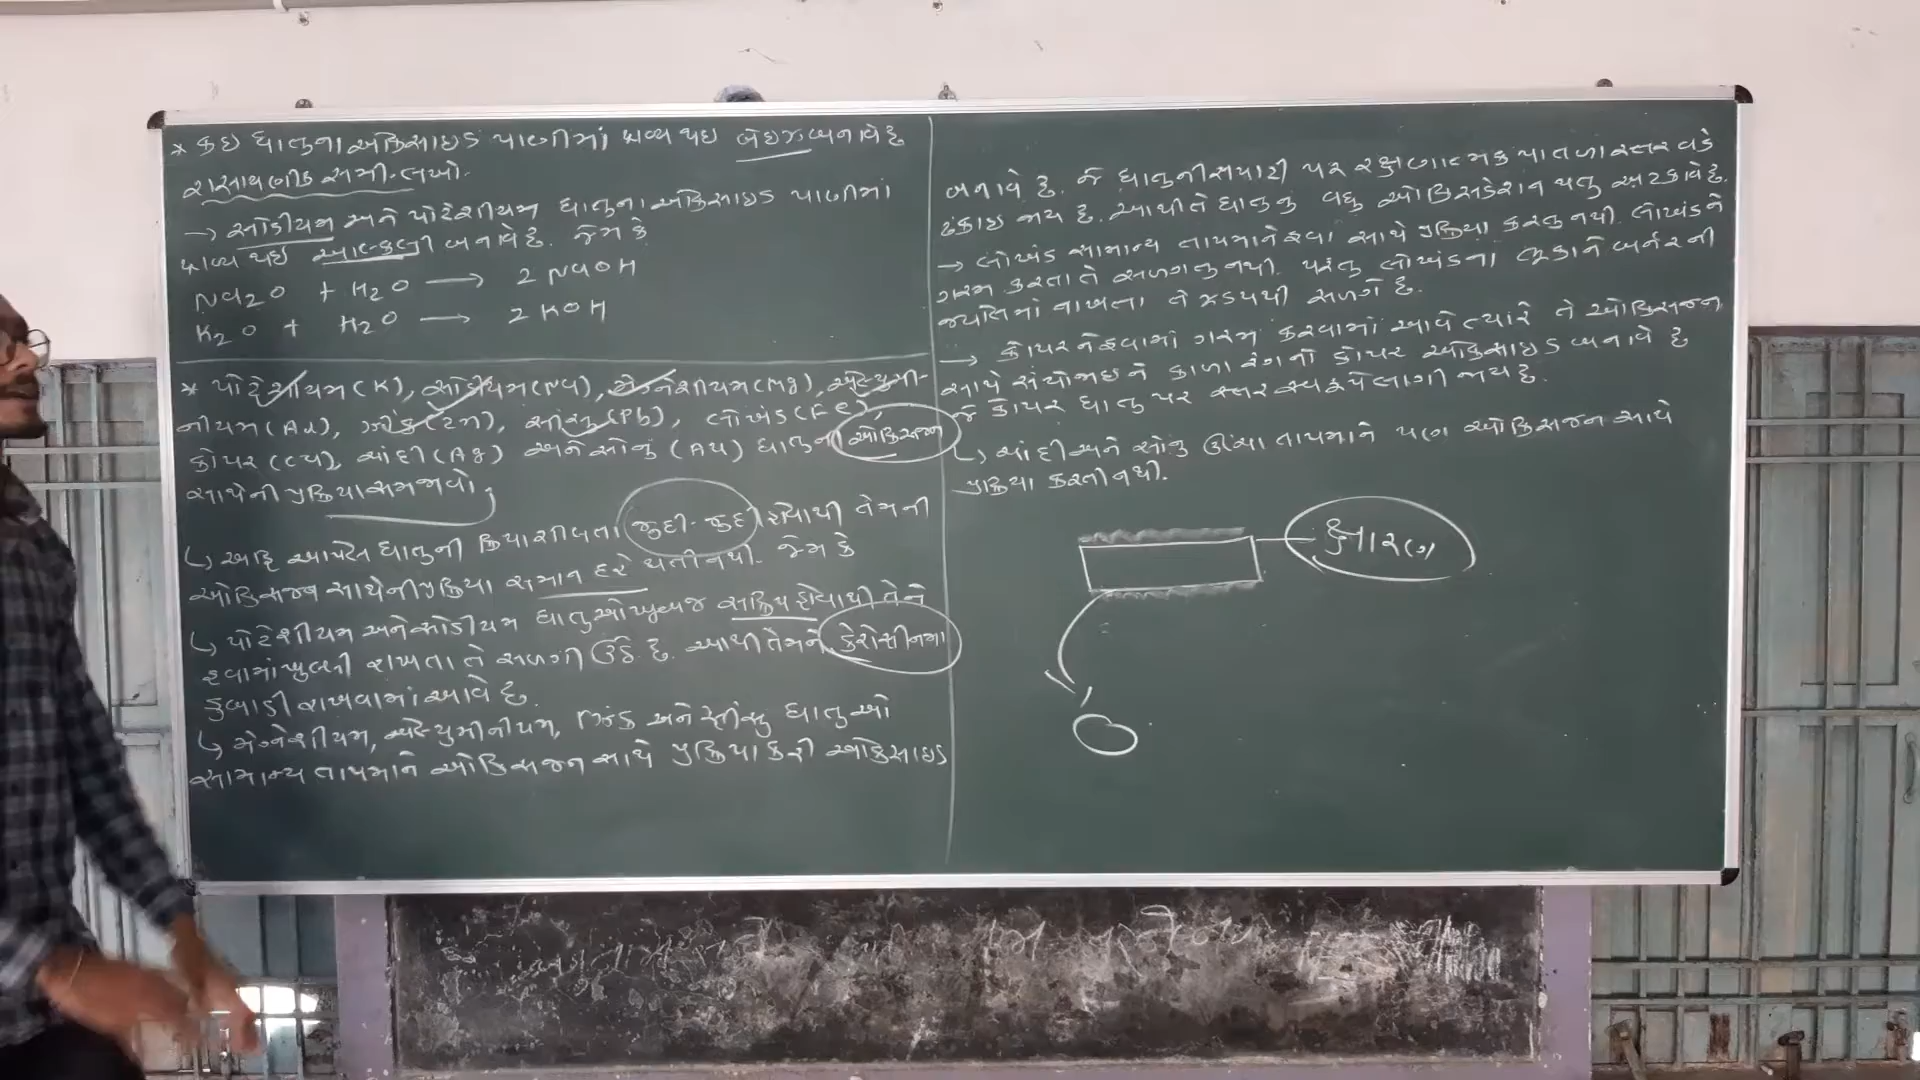 * કઇ ધાતુના ઓક્સાઇડ પાણીમાં દ્રાવ્ય થઇ બેઇઝ બનાવે છે
રાસાયણીક સમી. લખો.
→ સોડીયમ અને પોટેશીયમ ધાતુના ઓક્સાઇડ પાણીમાં
દ્રાવ્ય થઇ આલ્કલી બનાવે છે. જેમ કે
Na2O + H2O → 2 NaOH
K2O + H2O → 2 KOH
* પોટેશીયમ (K), સોડીયમ (Na), મેગ્નેશીયમ (Mg), એલ્યુમી-
નીયમ (Al), ઝીંક (Zn), સીસુ (Pb), લોખંડ (Fe),
કોપર (Cu), ચાંદી (Ag) અને સોનું (Au) ધાતુની ઓક્સિજન
સાથેની પ્રક્રિયા સમજાવો.
↳ અહિ આપેલ ધાતુની ક્રિયાશીલતા જુદી-જુદી હોવાથી તેમની
ઓક્સિજન સાથેની પ્રક્રિયા સમાન દરે થતી નથી. જેમ કે
↳ પોટેશીયમ અને સોડીયમ ધાતુઓ ખુબજ સક્રિય હોવાથી તેને
હવામાં ખુલ્લી રાખતા તે સળગી ઉઠે છે. આથી તેમને કેરોસીનમા
ડુબાડી રાખવામાં આવે છે.
↳ મેગ્નેશીયમ, એલ્યુમીનીયમ, ઝિંક અને સીસુ ધાતુઓ
સામાન્ય તાપમાને ઓક્સિજન સાથે પ્રક્રિયા કરી ઓક્સાઇડ
બનાવે છે. જે ધાતુની સપાટી પર રક્ષણાત્મક પાતળા સ્તર વડે
ઢંકાઇ જાય છે. આથી તે ધાતુનુ વધુ ઓક્સિડેશન થતુ અટકાવે છે.
→ લોખંડ સામાન્ય તાપમાને હવા સાથે પ્રક્રિયા કરતુ નથી. લોખંડને
ગરમ કરતા તે સળગતુ નથી. પરંતુ લોખંડના ભૂકાને બર્નરની
જ્યોતમાં નાખતા તે ઝડપથી સળગે છે.
→ કોપરને હવામાં ગરમ કરવામાં આવે ત્યારે તે ઓક્સિજન
સાથે સંયોજાઇને કાળા રંગનો કોપર ઓક્સાઇડ બનાવે છે
જે કોપર ધાતુ પર સ્તર સ્વરૂપે લાગી જાય છે.
↳ ચાંદી અને સોનુ ઊંચા તાપમાને પણ ઓક્સિજન સાથે
પ્રક્રિયા કરતી નથી.
ક્ષારણ